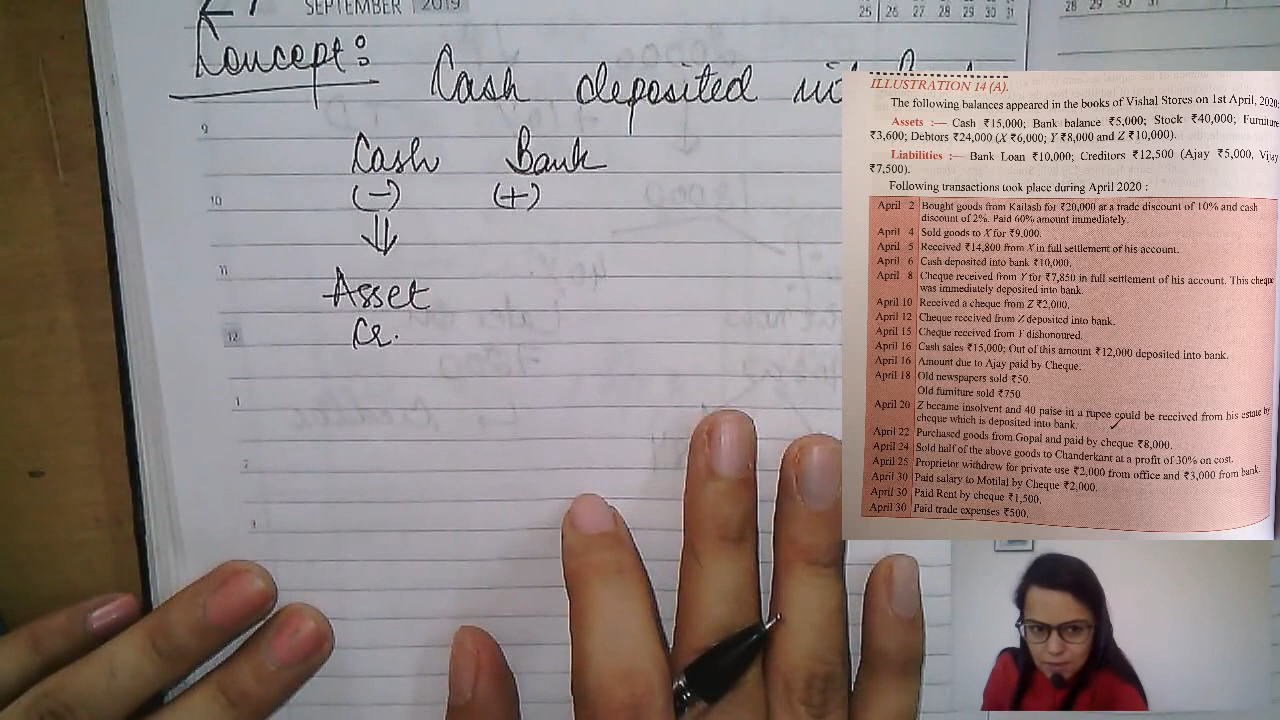 SEPTEMBER 2019
25 26 27 28 29 30 31
28 29 30 31
Concept:
Cash deposited
9
Cash Bank
(-) (+)
10
11
Asset
Cr.
12
1
2
3
ILLUSTRATION 14 (A).
The following balances appeared in the books of Vishal Stores on 1st April, 2020
Assets :— Cash ₹15,000; Bank balance ₹5,000; Stock ₹40,000; Furniture
₹3,600; Debtors ₹24,000 (X ₹6,000; Y ₹8,000 and Z ₹10,000).
Liabilities :— Bank Loan ₹10,000; Creditors ₹12,500 (Ajay ₹5,000, Vijay
₹7,500).
Following transactions took place during April 2020 :
April 2 Bought goods from Kailash for ₹20,000 at a trade discount of 10% and cash
discount of 2%. Paid 60% amount immediately.
April 4 Sold goods to X for ₹9,000.
April 5 Received ₹14,800 from X in full settlement of his account.
April 6 Cash deposited into bank ₹10,000.
April 8 Cheque received from Y for ₹7,850 in full settlement of his account. This cheque
was immediately deposited into bank.
April 10 Received a cheque from Z ₹2,000.
April 12 Cheque received from Z deposited into bank.
April 15 Cheque received from Y dishonoured.
April 16 Cash sales ₹15,000; Out of this amount ₹12,000 deposited into bank.
April 16 Amount due to Ajay paid by Cheque.
April 18 Old newspapers sold ₹50.
Old furniture sold ₹750
April 20 Z became insolvent and 40 paise in a rupee could be received from his estate by
cheque which is deposited into bank.
April 22 Purchased goods from Gopal and paid by cheque ₹8,000.
April 24 Sold half of the above goods to Chanderkant at a profit of 30% on cost.
April 25 Proprietor withdrew for private use ₹2,000 from office and ₹3,000 from bank.
April 30 Paid salary to Motilal by Cheque ₹2,000.
April 30 Paid Rent by cheque ₹1,500.
April 30 Paid trade expenses ₹500.